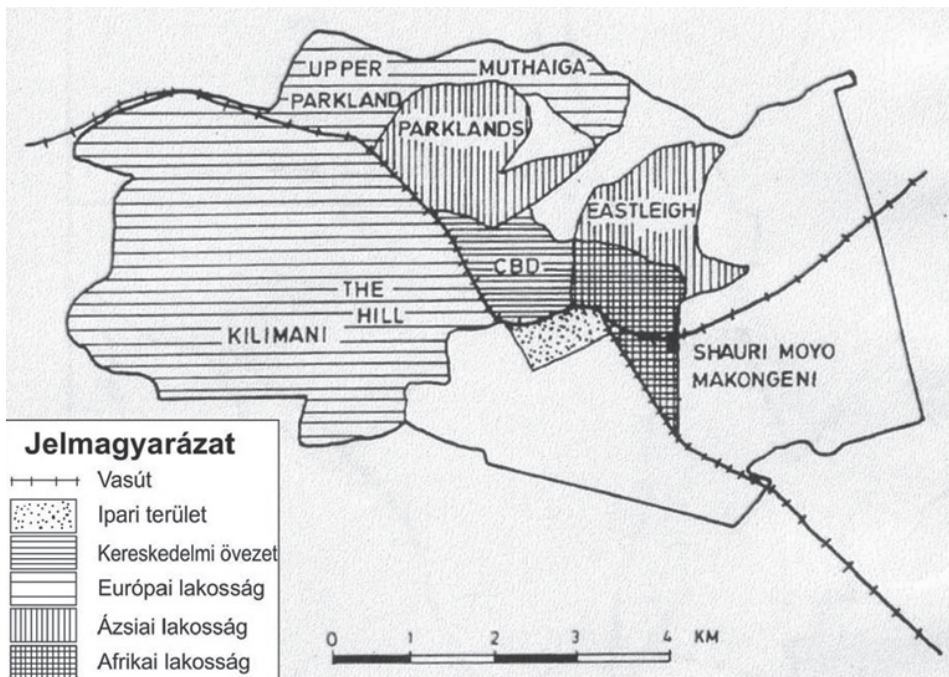 UPPER MUTHAIGA
PARKLAND
PARKLANDS
EASTLEIGH
CBD
THE
HILL
KILIMANI
SHAURI MOYO
MAKONGENI
Jelmagyarázat
Vasút
Ipari terület
Kereskedelmi övezet
Európai lakosság
Ázsiai lakosság
Afrikai lakosság
0 1 2 3 4 KM